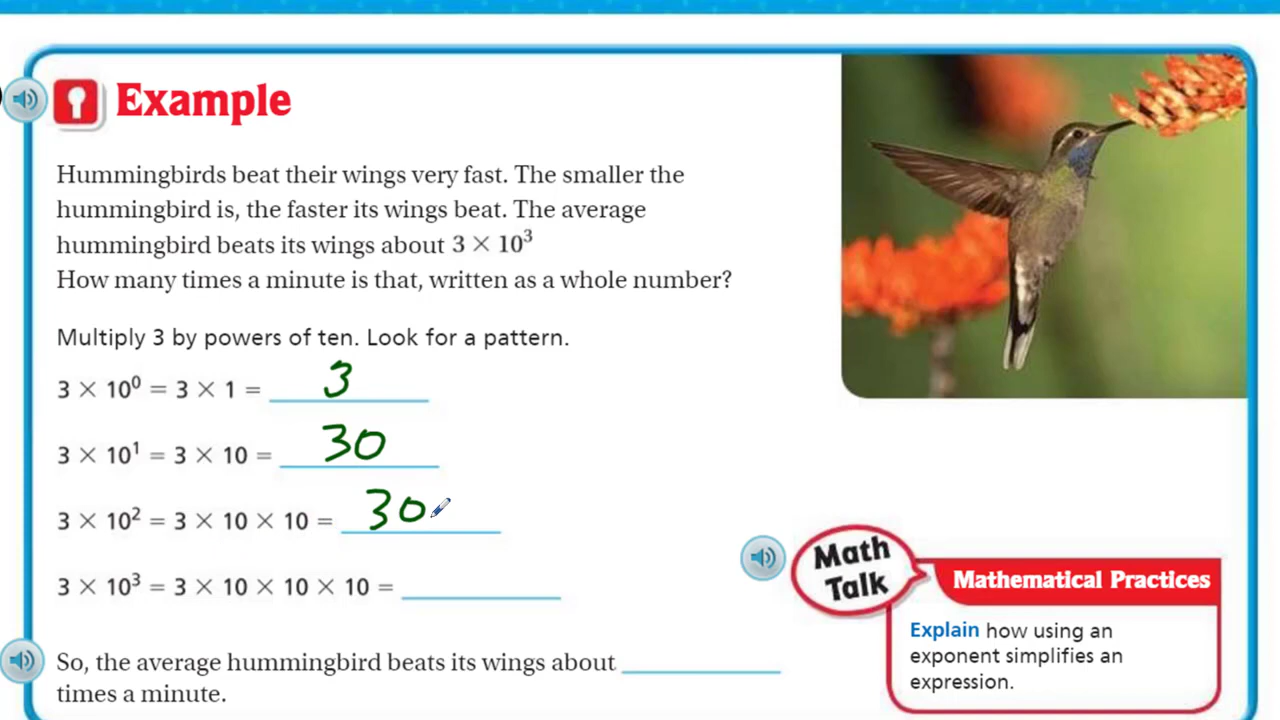 Example
Hummingbirds beat their wings very fast. The smaller the
hummingbird is, the faster its wings beat. The average
hummingbird beats its wings about 3 × 10³
How many times a minute is that, written as a whole number?
Multiply 3 by powers of ten. Look for a pattern.
3 × 10⁰ = 3 × 1 = 3
3 × 10¹ = 3 × 10 = 30
3 × 10² = 3 × 10 × 10 = 30
3 × 10³ = 3 × 10 × 10 × 10 =
So, the average hummingbird beats its wings about
times a minute.
Math
Talk
Mathematical Practices
Explain how using an
exponent simplifies an
expression.